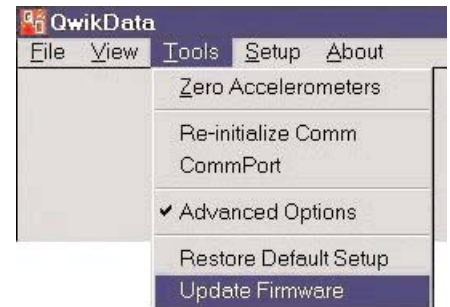 QwikData
File View Tools Setup About
Zero Accelerometers
Re-initialize Comm
CommPort
✔ Advanced Options
Restore Default Setup
Update Firmware